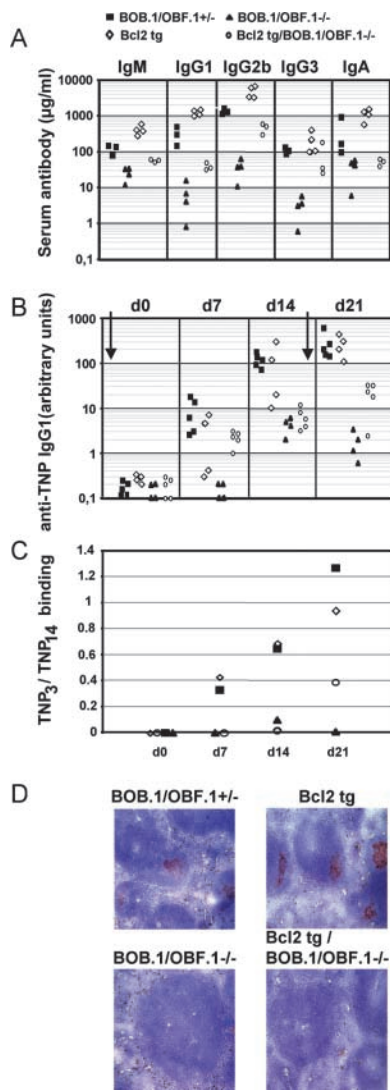 ■ BOB.1/OBF.1+/- ▲ BOB.1/OBF.1-/-
◇ Bcl2 tg ○ Bcl2 tg/BOB.1/OBF.1-/-
A
IgM IgG1 IgG2b IgG3 IgA
Serum antibody (µg/ml)
10000
1000
100
10
1
0,1
B
d0 d7 d14 d21
anti-TNP IgG1(arbitrary units)
1000
100
10
1
0,1
C
TNP3/ TNP14 binding
1.4
1.2
1
0.8
0.6
0.4
0.2
0
d0 d7 d14 d21
D
BOB.1/OBF.1+/- Bcl2 tg
BOB.1/OBF.1-/- Bcl2 tg /
BOB.1/OBF.1-/-